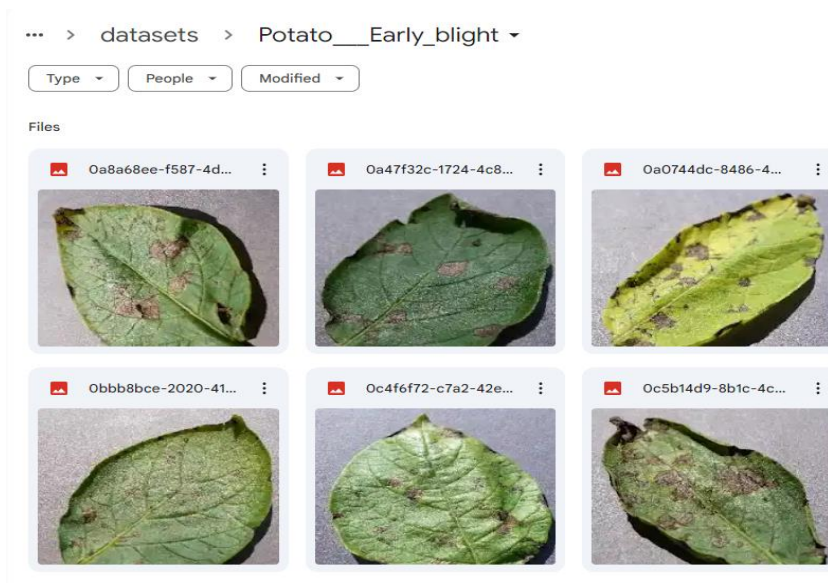 ... > datasets > Potato___Early_blight
Type People Modified
Files
0a8a68ee-f587-4d... 0a47f32c-1724-4c8... 0a0744dc-8486-4...
0bbb8bce-2020-41... 0c4f6f72-c7a2-42e... 0c5b14d9-8b1c-4c...